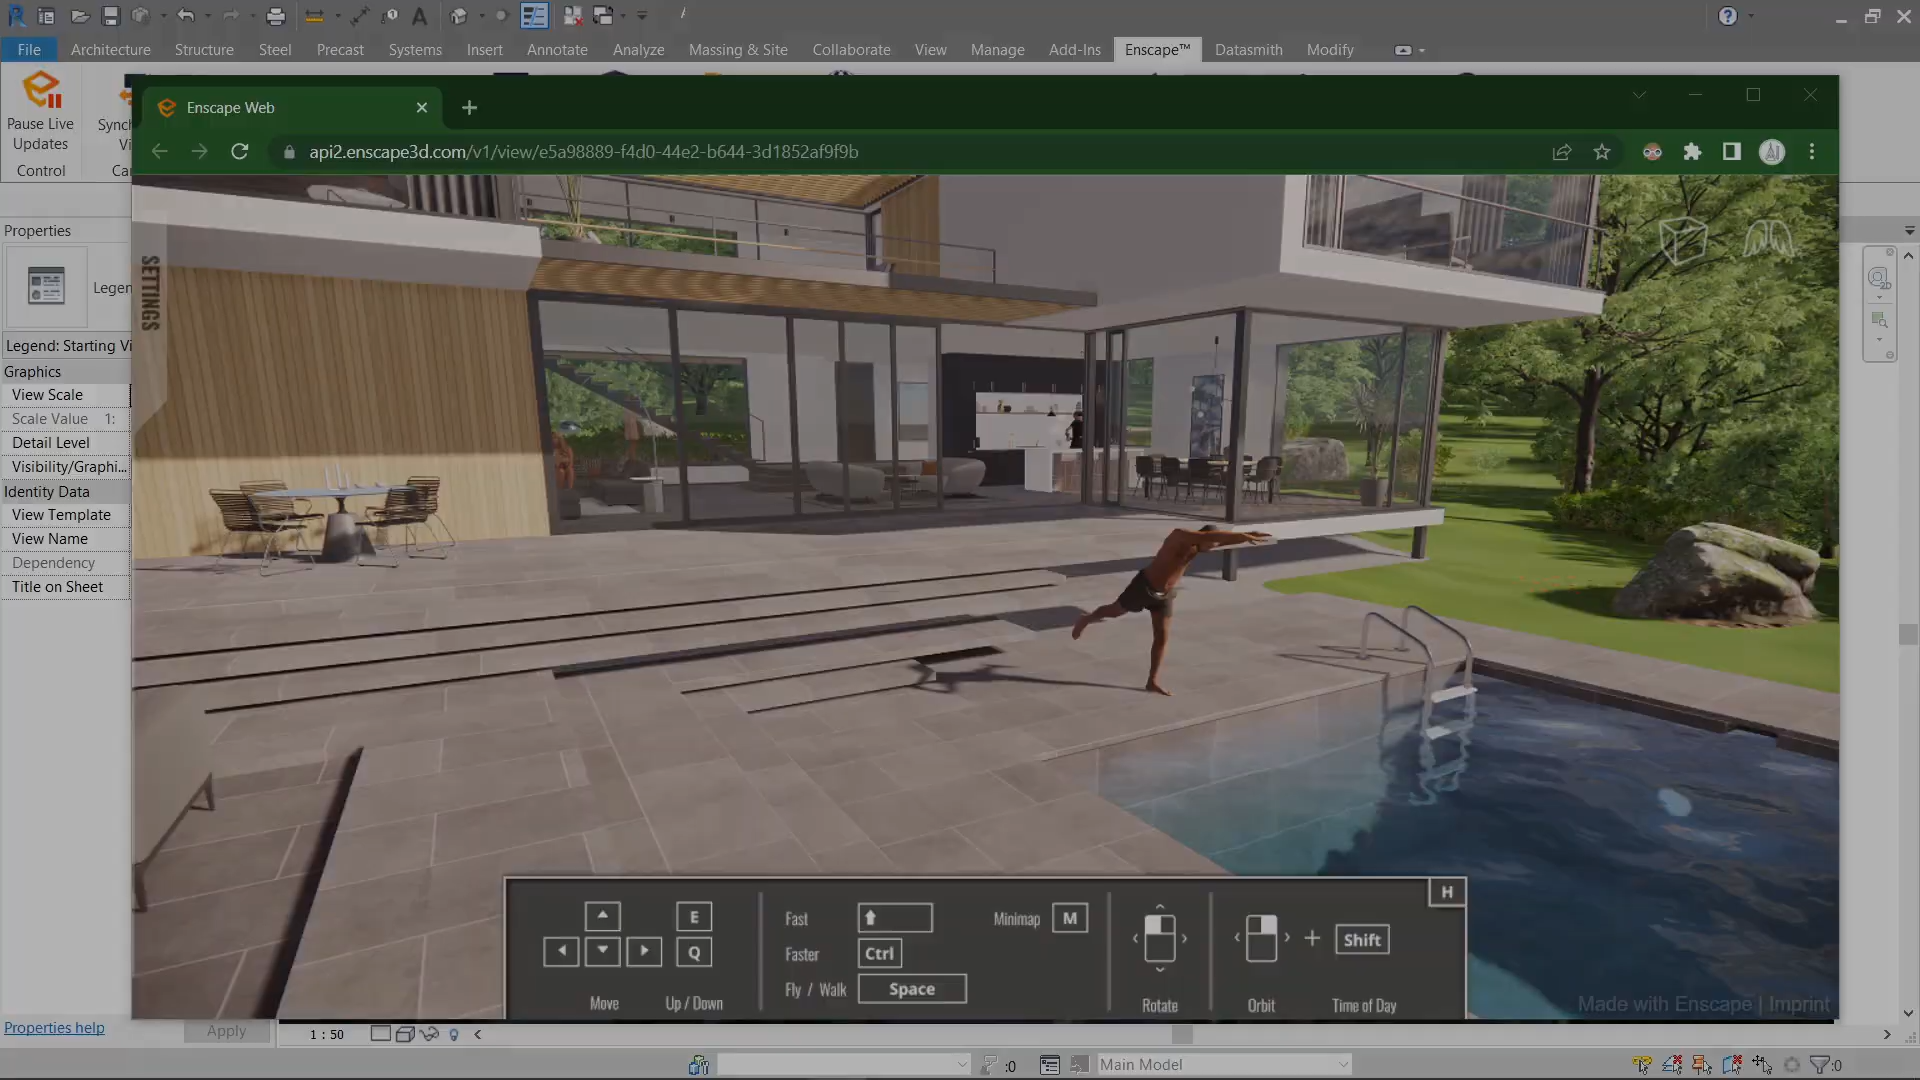 File Architecture Structure Steel Precast Systems Insert Annotate Analyze Massing & Site Collaborate View Manage Add-Ins Enscape™ Datasmith Modify
Enscape Web
Pause Live
Updates
Control
api2.enscape3d.com/v1/view/e5a98889-f4d0-44e2-b644-3d1852af9f9b
Properties
Legend: Starting
Graphics
View Scale
Scale Value 1:
Detail Level
Visibility/Graphi...
Identity Data
View Template
View Name
Dependency
Title on Sheet
Properties help
Apply
SETTINGS
H
E
Q
Move
Up / Down
Fast
Faster Ctrl
Fly / Walk Space
Minimap M
Rotate
Orbit
+ Shift
Time of Day
Made with Enscape | Imprint
1 : 50
:0
Main Model
:0